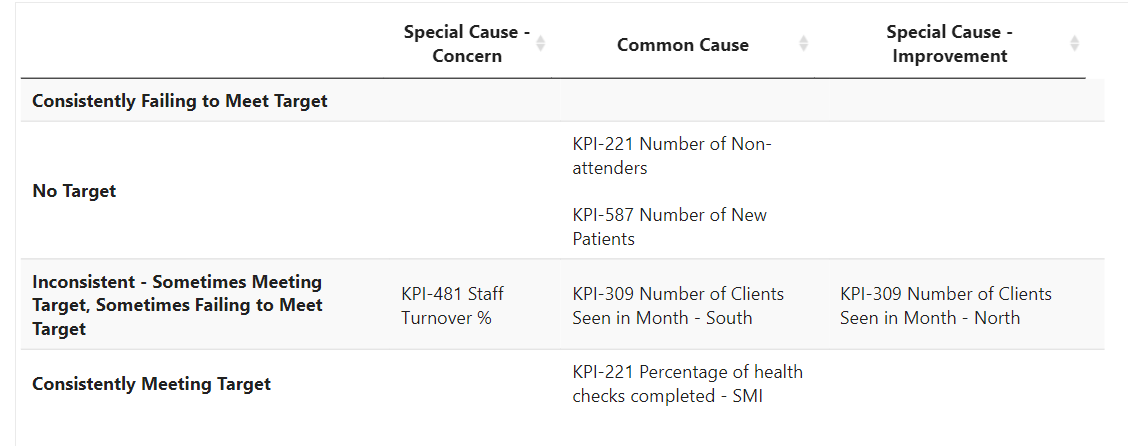 Special Cause -
Concern
Common Cause
Special Cause -
Improvement
Consistently Failing to Meet Target
No Target
KPI-221 Number of Non-
attenders
KPI-587 Number of New
Patients
Inconsistent - Sometimes Meeting
Target, Sometimes Failing to Meet
Target
KPI-481 Staff
Turnover %
KPI-309 Number of Clients
Seen in Month - South
KPI-309 Number of Clients
Seen in Month - North
Consistently Meeting Target
KPI-221 Percentage of health
checks completed - SMI